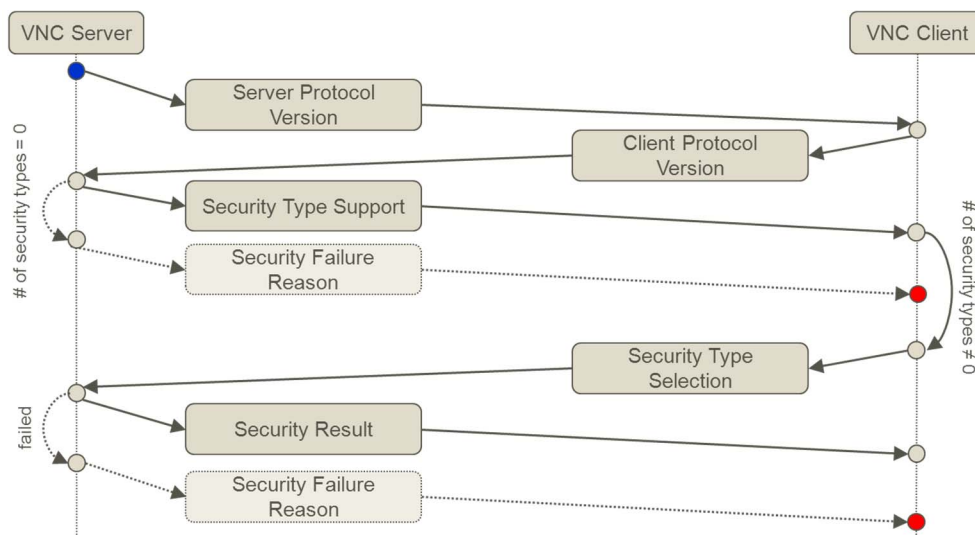 VNC Server
VNC Client
Server Protocol
Version
Client Protocol
Version
# of security types = 0
Security Type Support
Security Failure
Reason
# of security types ≠ 0
Security Type
Selection
failed
Security Result
Security Failure
Reason